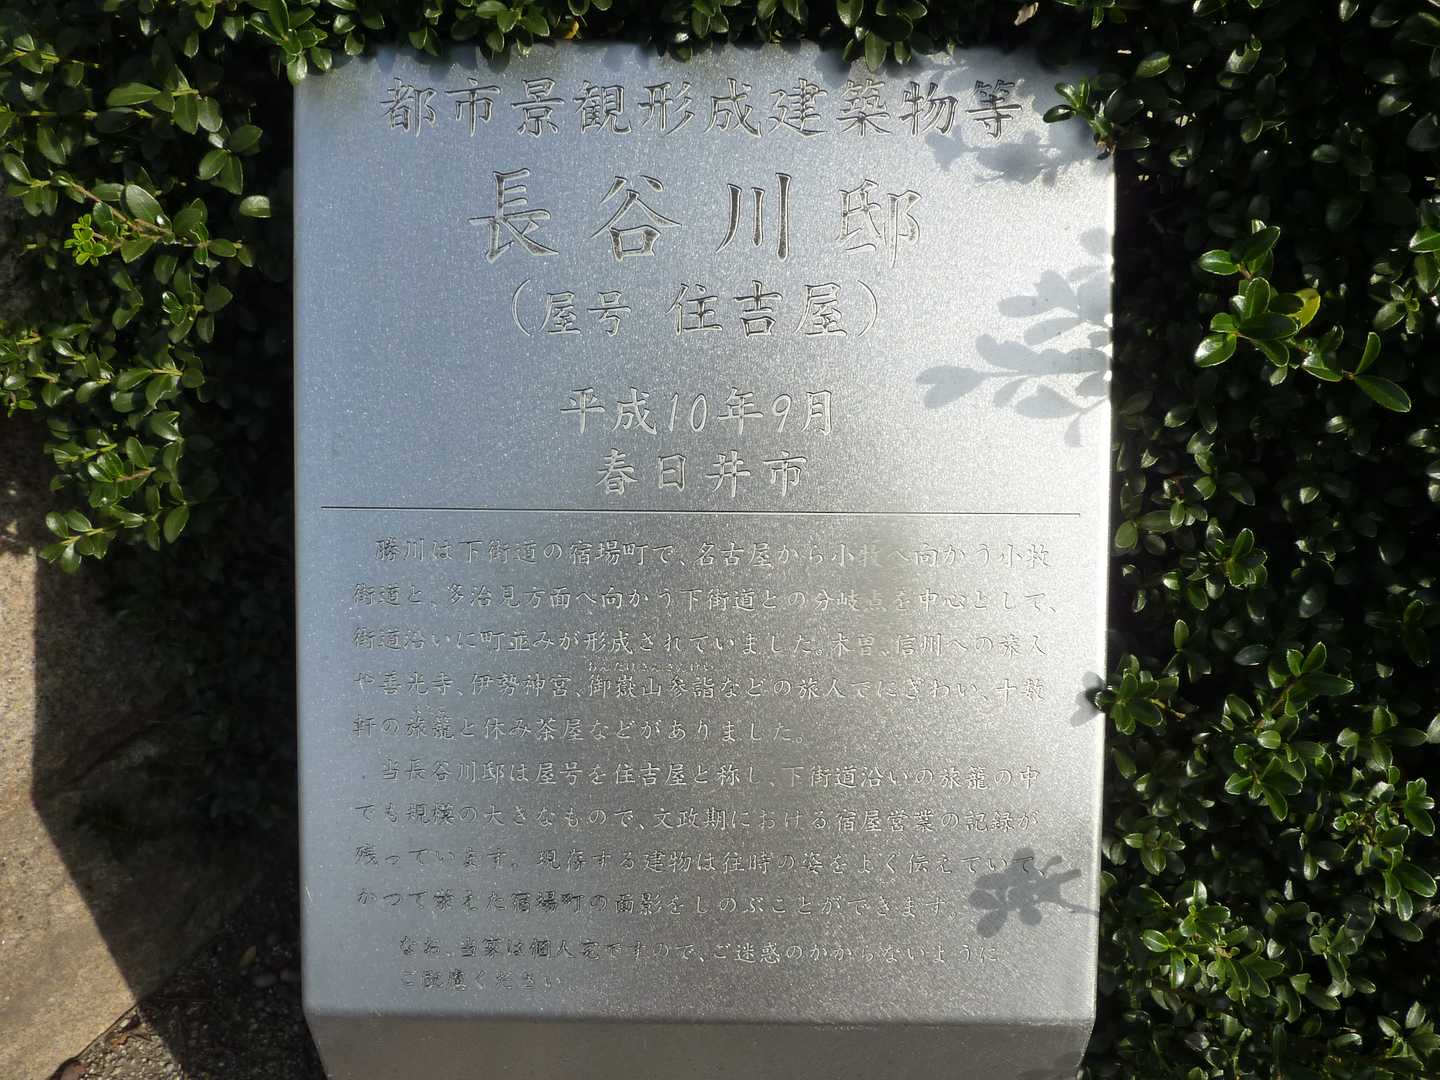 都市景観形成建築物等
長谷川邸
（屋号 住吉屋）
平成10年9月
春日井市
勝川は下街道の宿場町で、名古屋から小牧へ向かう小牧
街道と、多治見方面へ向かう下街道との分岐点を中心として、
街道沿いに町並みが形成されていました。木曽、信州への旅人
おんたけさんさんけい
や善光寺、伊勢神宮、御嶽山参詣などの旅人でにぎわい、十数
はたご
軒の旅籠と休み茶屋などがありました。
当長谷川邸は屋号を住吉屋と称し、下街道沿いの旅籠の中
でも規模の大きなもので、文政期における宿屋営業の記録が
残っています。現存する建物は往時の姿をよく伝えていて、
かつて栄えた宿場町の面影をしのぶことができます。
なお、当家は個人宅ですので、ご迷惑のかからないように
ご配慮ください